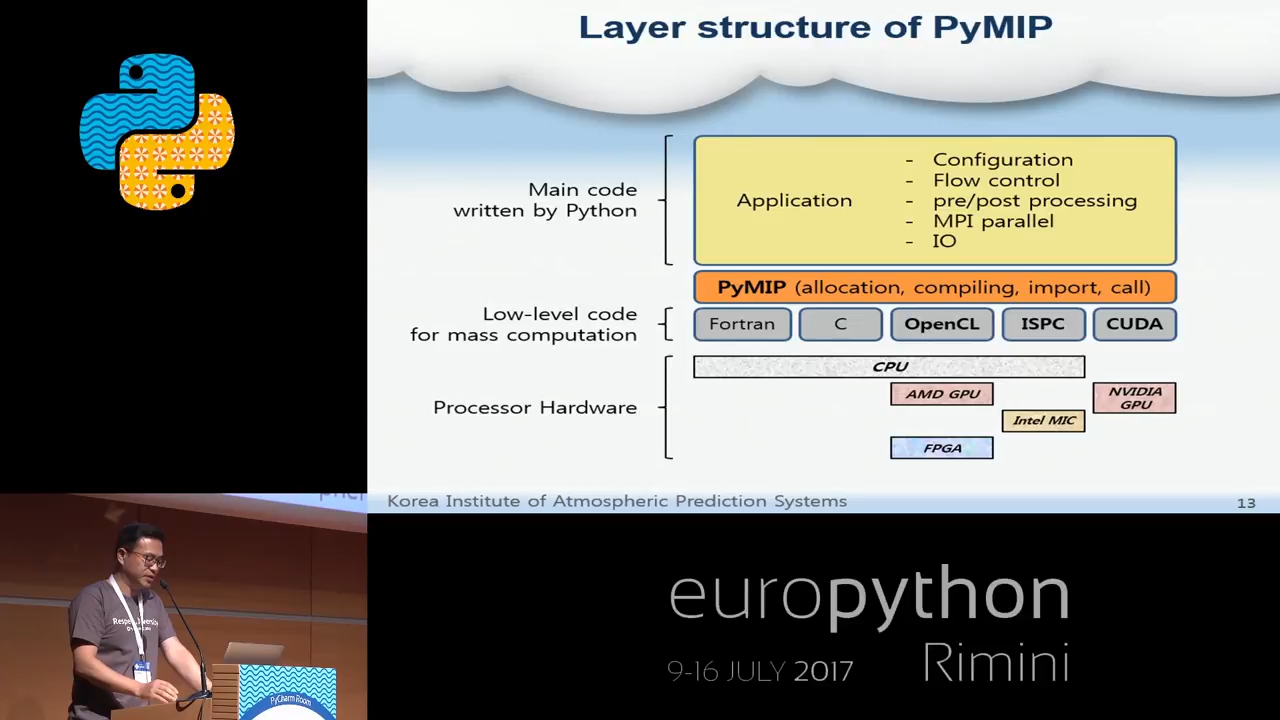 Layer structure of PyMIP
Main code
written by Python
Application
- Configuration
- Flow control
- pre/post processing
- MPI parallel
- IO
PyMIP (allocation, compiling, import, call)
Low-level code
for mass computation
Fortran
C
OpenCL
ISPC
CUDA
Processor Hardware
CPU
AMD GPU
NVIDIA
GPU
Intel MIC
FPGA
Korea Institute of Atmospheric Prediction Systems
13
PyCharm Room
europython
Rimini
9-16 JULY 2017